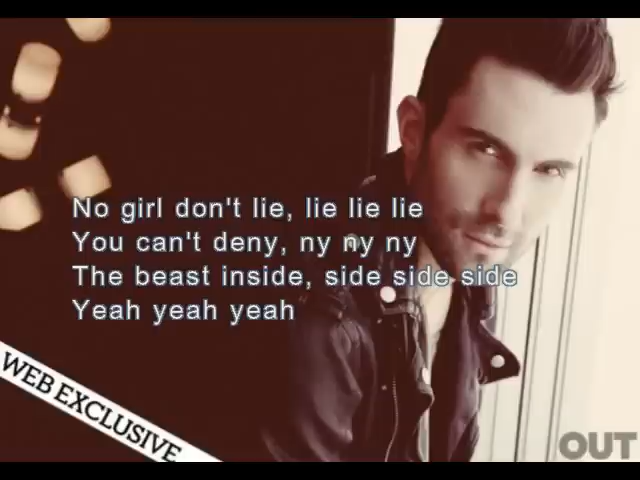 No girl don't lie, lie lie lie
You can't deny, ny ny ny
The beast inside, side side side
Yeah yeah yeah
WEB EXCLUSIVE
OUT